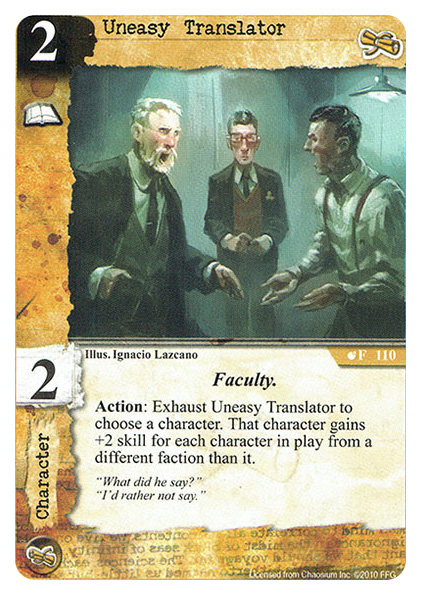 2
Uneasy Translator
Illus. Ignacio Lazcano
F 110
2
Character
Faculty.
Action: Exhaust Uneasy Translator to
choose a character. That character gains
+2 skill for each character in play from a
different faction than it.
"What did he say?"
"I'd rather not say."
Licensed from Chaosium Inc. ©2010 FFG